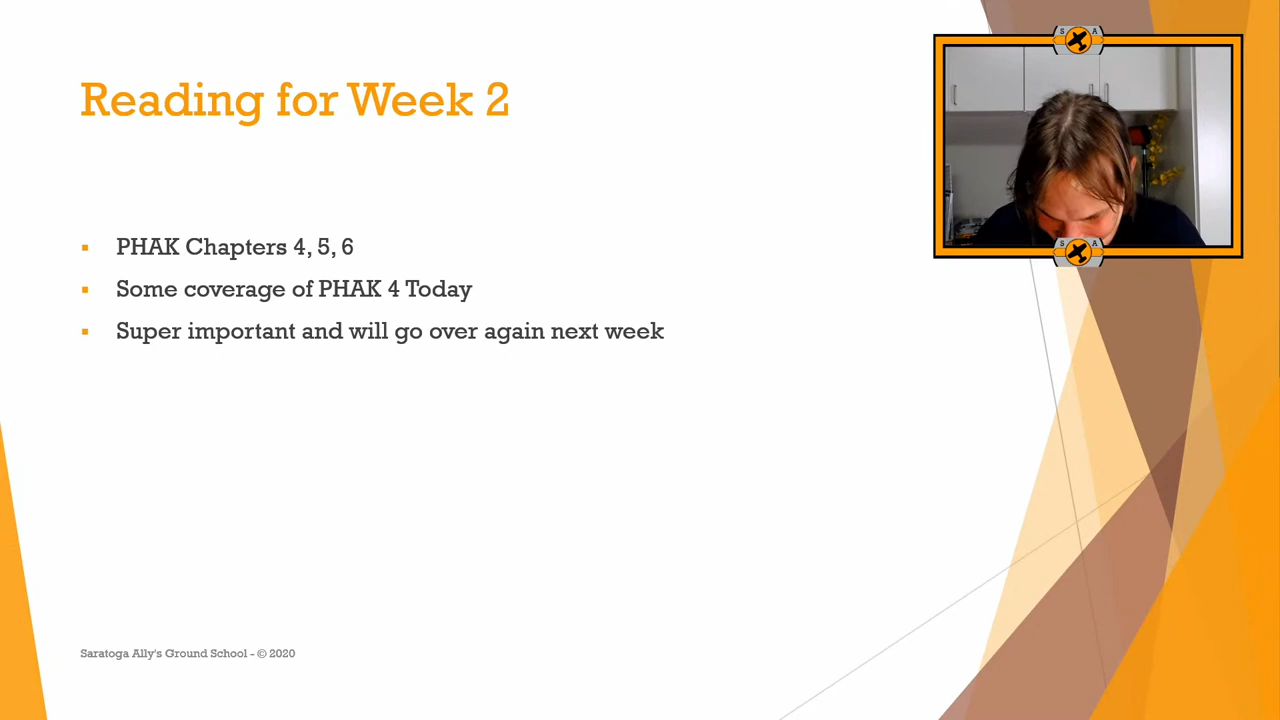 Reading for Week 2
S A
PHAK Chapters 4, 5, 6
Some coverage of PHAK 4 Today
Super important and will go over again next week
S A
Saratoga Ally's Ground School - © 2020